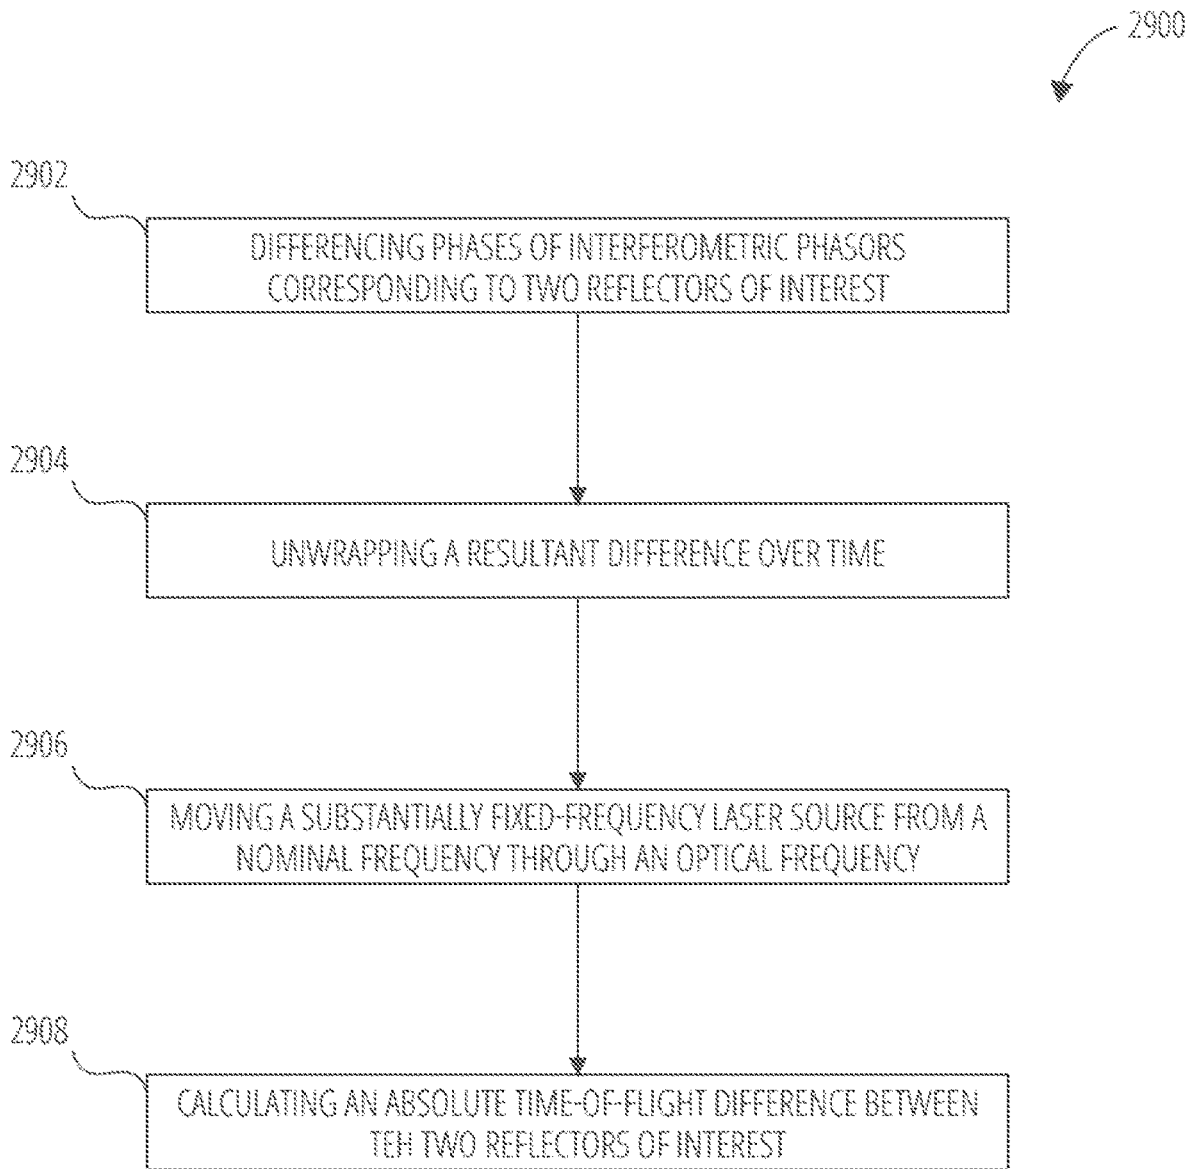 2900
2902
DIFFERENCING PHASES OF INTERFEROMETRIC PHASORS
CORRESPONDING TO TWO REFLECTORS OF INTEREST
2904
UNWRAPPING A RESULTANT DIFFERENCE OVER TIME
2906
MOVING A SUBSTANTIALLY FIXED-FREQUENCY LASER SOURCE FROM A
NOMINAL FREQUENCY THROUGH AN OPTICAL FREQUENCY
2908
CALCULATING AN ABSOLUTE TIME-OF-FLIGHT DIFFERENCE BETWEEN
TEH TWO REFLECTORS OF INTEREST